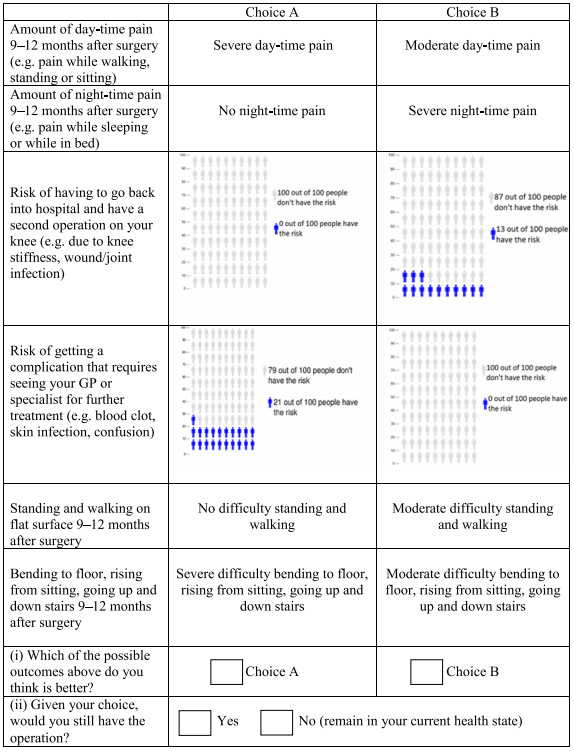 Choice A
Choice B
Amount of day-time pain
9–12 months after surgery
(e.g. pain while walking,
standing or sitting)
Severe day-time pain
Moderate day-time pain
Amount of night-time pain
9–12 months after surgery
(e.g. pain while sleeping
or while in bed)
No night-time pain
Severe night-time pain
Risk of having to go back
into hospital and have a
second operation on your
knee (e.g. due to knee
stiffness, wound/joint
infection)
100 out of 100 people
don't have the risk
0 out of 100 people have
the risk
87 out of 100 people
don't have the risk
13 out of 100 people
have the risk
Risk of getting a
complication that requires
seeing your GP or
specialist for further
treatment (e.g. blood clot,
skin infection, confusion)
79 out of 100 people don't
have the risk
21 out of 100 people have
the risk
100 out of 100 people
don't have the risk
0 out of 100 people have
the risk
Standing and walking on
flat surface 9–12 months
after surgery
No difficulty standing and
walking
Moderate difficulty standing
and walking
Bending to floor, rising
from sitting, going up and
down stairs 9–12 months
after surgery
Severe difficulty bending to floor,
rising from sitting, going up and
down stairs
Moderate difficulty bending to
floor, rising from sitting, going
up and down stairs
(i) Which of the possible
outcomes above do you
think is better?
Choice A
Choice B
(ii) Given your choice,
would you still have the
operation?
Yes
No (remain in your current health state)